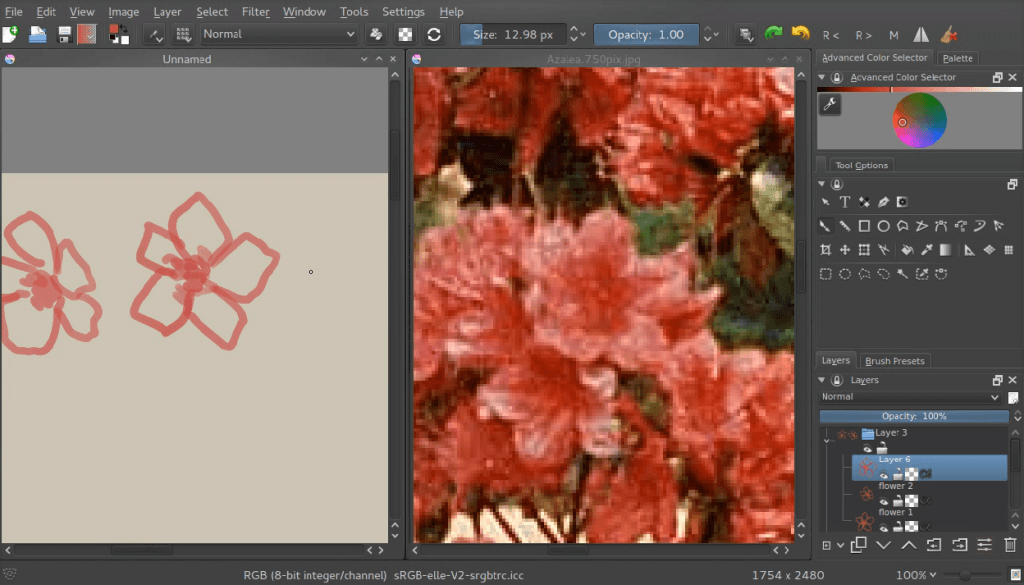 File Edit View Image Layer Select Filter Window Tools Settings Help
Normal Size: 12.98 px Opacity: 1.00 R < R > M
Unnamed
Azalea.750pix.jpg
Advanced Color Selector Palette
Advanced Color Selector
Tool Options
T
Layers Brush Presets
Layers
Normal
Opacity: 100%
Layer 3
Layer 6
flower 2
flower 1
RGB (8-bit integer/channel) sRGB-elle-V2-srgbtrc.icc 1754 x 2480 100%